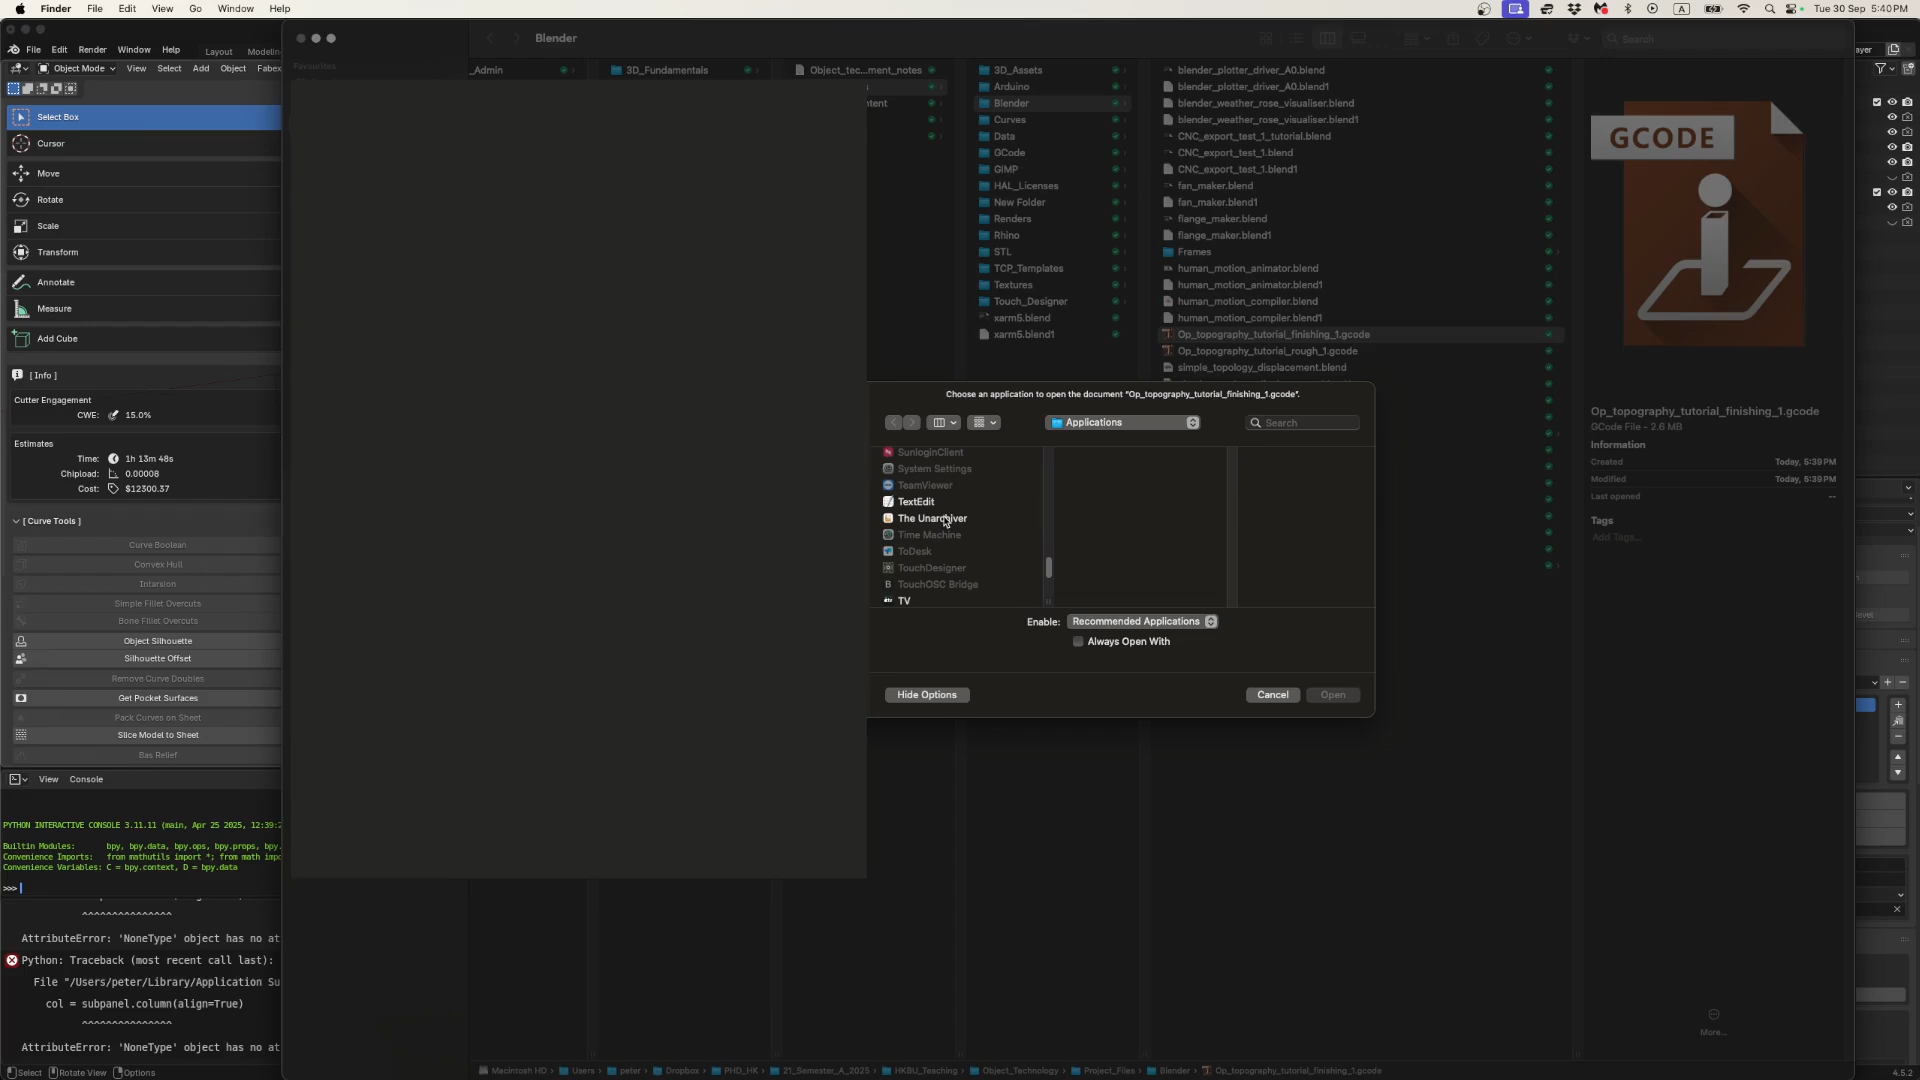 Finder File Edit View Go Window Help
Tue 30 Sep 5:40 PM
File Edit Render Window Help Layout Modelin
Object Mode View Select Add Object Fabex
Select Box
Cursor
Move
Rotate
Scale
Transform
Annotate
Measure
Add Cube
[ Info ]
Cutter Engagement
CWE: 15.0%
Estimates
Time: 1h 13m 48s
Chipload: 0.00008
Cost: $12300.37
[ Curve Tools ]
Curve Boolean
Convex Hull
Intarsion
Simple Fillet Overcuts
Bone Fillet Overcuts
Object Silhouette
Silhouette Offset
Remove Curve Doubles
Get Pocket Surfaces
Pack Curves on Sheet
Slice Model to Sheet
Bas Relief
View Console
PYTHON INTERACTIVE CONSOLE 3.11.11 (main, Apr 25 2025, 12:39:2
Builtin Modules: bpy, bpy.data, bpy.ops, bpy.props, bpy.
Convenience Imports: from mathutils import *; from math imp
Convenience Variables: C = bpy.context, D = bpy.data
>>>
^^^^^^^^^^^^^^^
AttributeError: 'NoneType' object has no at
Python: Traceback (most recent call last):
File "/Users/peter/Library/Application Su
col = subpanel.column(align=True)
^^^^^^^^^^^^^^^
AttributeError: 'NoneType' object has no at
Select Rotate View Options
Favourites
Blender
Search
_Admin
3D_Fundamentals
Object_tec...ment_notes
s
ntent
3D_Assets
Arduino
Blender
Curves
Data
GCode
GIMP
HAL_Licenses
New Folder
Renders
Rhino
STL
TCP_Templates
Textures
Touch_Designer
xarm5.blend
xarm5.blend1
blender_plotter_driver_A0.blend
blender_plotter_driver_A0.blend1
blender_weather_rose_visualiser.blend
blender_weather_rose_visualiser.blend1
CNC_export_test_1_tutorial.blend
CNC_export_test_1.blend
CNC_export_test_1.blend1
fan_maker.blend
fan_maker.blend1
flange_maker.blend
flange_maker.blend1
Frames
human_motion_animator.blend
human_motion_animator.blend1
human_motion_compiler.blend
human_motion_compiler.blend1
Op_topography_tutorial_finishing_1.gcode
Op_topography_tutorial_rough_1.gcode
simple_topology_displacement.blend
Choose an application to open the document “Op_topography_tutorial_finishing_1.gcode”.
Applications
Search
SunloginClient
System Settings
TeamViewer
TextEdit
The Unarchiver
Time Machine
ToDesk
TouchDesigner
TouchOSC Bridge
TV
Enable: Recommended Applications
Always Open With
Hide Options
Cancel
Open
GCODE
Op_topography_tutorial_finishing_1.gcode
GCode File - 2.6 MB
Information
Created Today, 5:39 PM
Modified Today, 5:39 PM
Last opened --
Tags
Add Tags...
More...
Macintosh HD › Users › peter › Dropbox › PHD_HK › 21_Semester_A_2025 › HKBU_Teaching › Object_Technology › Project_Files › Blender › Op_topography_tutorial_finishing_1.gcode
ayer
evel
4.5.2